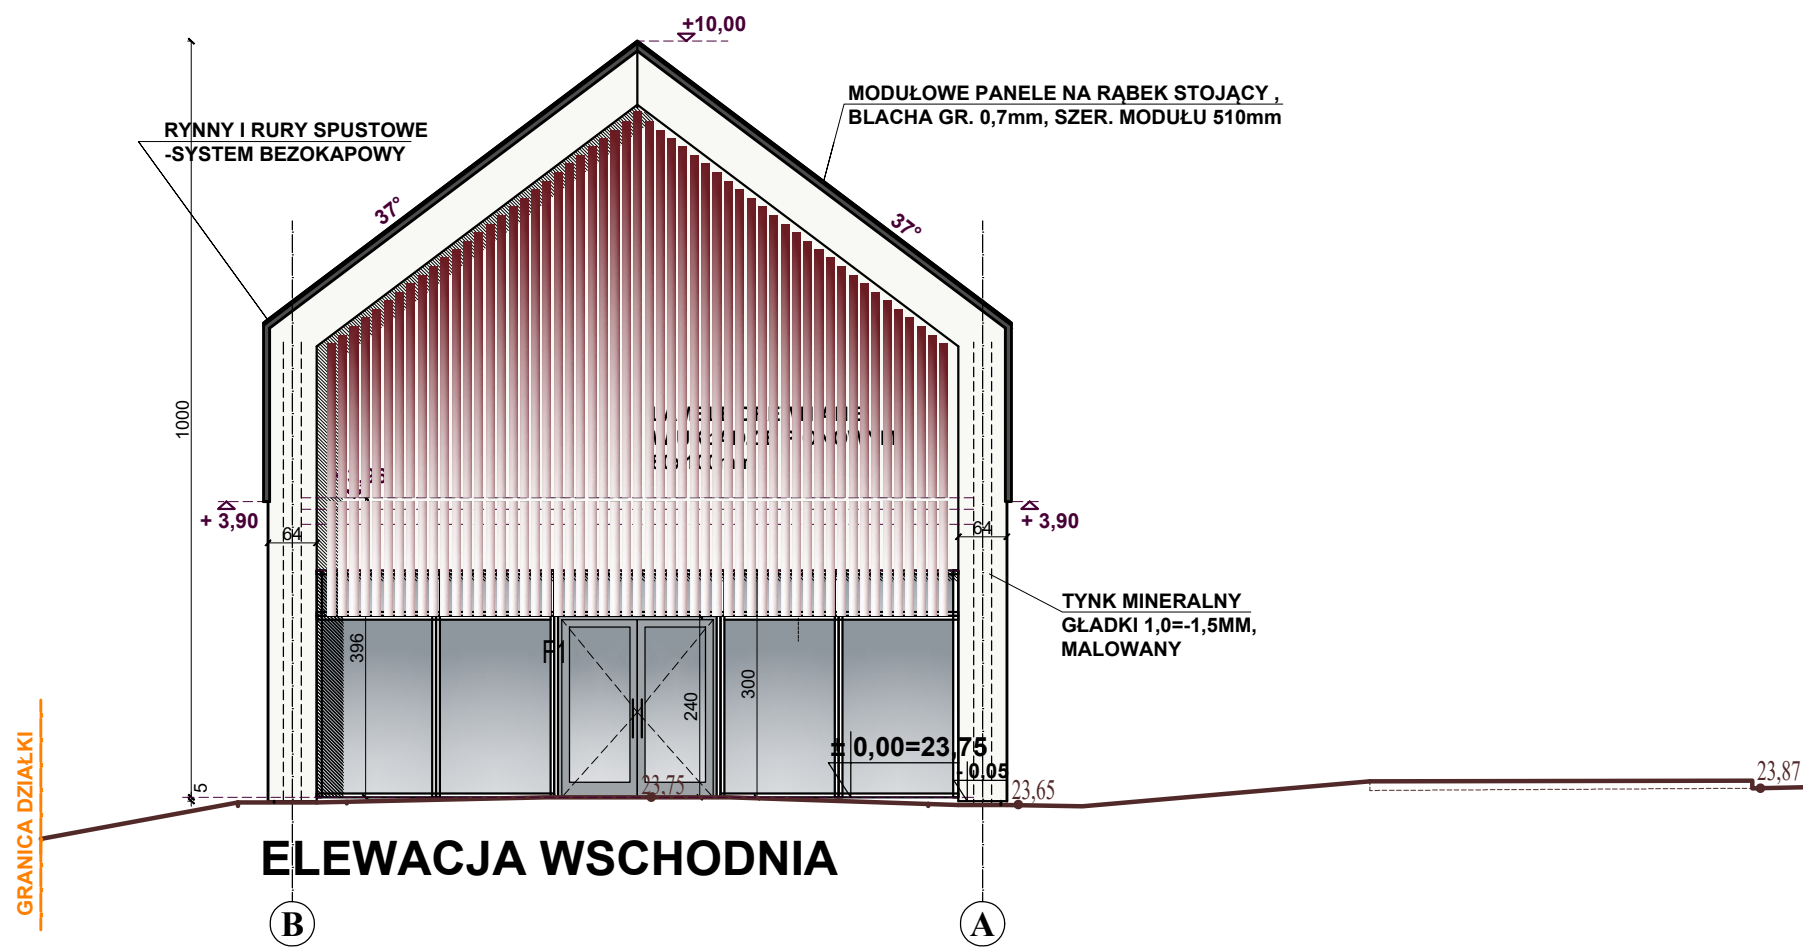 +10,00
MODUŁOWE PANELE NA RĄBEK STOJĄCY ,
BLACHA GR. 0,7mm, SZER. MODUŁU 510mm
RYNNY I RURY SPUSTOWE
-SYSTEM BEZOKAPOWY
37°
37°
1000
+ 3,90
+ 3,90
64
64
TYNK MINERALNY
GŁADKI 1,0=-1,5MM,
MALOWANY
396
240
300
± 0,00=23,75
- 0,05
5
23,75
23,65
23,87
GRANICA DZIAŁKI
ELEWACJA WSCHODNIA
B
A